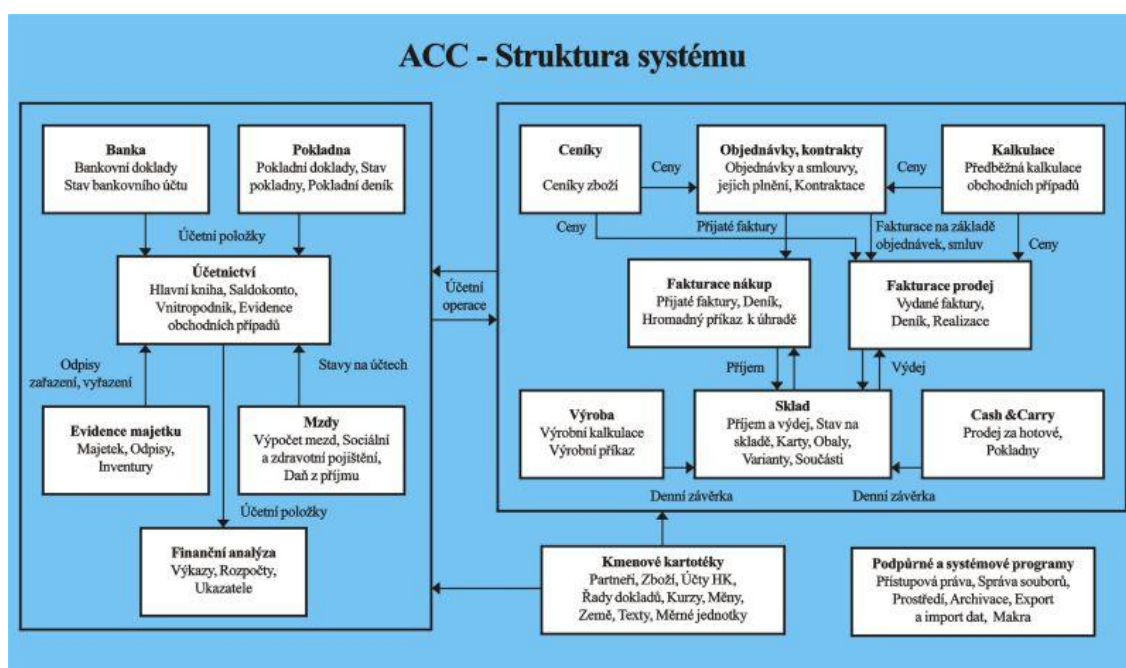 ACC - Struktura systému
Banka
Bankovní doklady
Stav bankovního účtu
Pokladna
Pokladní doklady, Stav
pokladny, Pokladní deník
Účetní položky
Účetnictví
Hlavní kniha, Saldokonto,
Vnitropodnik, Evidence
obchodních případů
Odpisy
zařazení, vyřazení
Stavy na účtech
Evidence majetku
Majetek, Odpisy,
Inventury
Mzdy
Výpočet mezd, Sociální
a zdravotní pojištění,
Daň z příjmu
Účetní položky
Finanční analýza
Výkazy, Rozpočty,
Ukazatele
Účetní
operace
Ceníky
Ceníky zboží
Ceny
Objednávky, kontrakty
Objednávky a smlouvy,
jejich plnění, Kontraktace
Ceny
Kalkulace
Předběžná kalkulace
obchodních případů
Ceny
Přijaté faktury
Fakturace na základě
objednávek, smluv
Ceny
Fakturace nákup
Přijaté faktury, Deník,
Hromadný příkaz k úhradě
Fakturace prodej
Vydané faktury,
Deník, Realizace
Příjem
Výdej
Výroba
Výrobní kalkulace
Výrobní příkaz
Sklad
Příjem a výdej, Stav na
skladě, Karty, Obaly,
Varianty, Součásti
Cash &Carry
Prodej za hotové,
Pokladny
Denní závěrka
Denní závěrka
Kmenové kartotéky
Partneři, Zboží, Účty HK,
Řady dokladů, Kurzy, Měny,
Země, Texty, Měrné jednotky
Podpůrné a systémové programy
Přístupová práva, Správa souborů,
Prostředí, Archivace, Export
a import dat, Makra